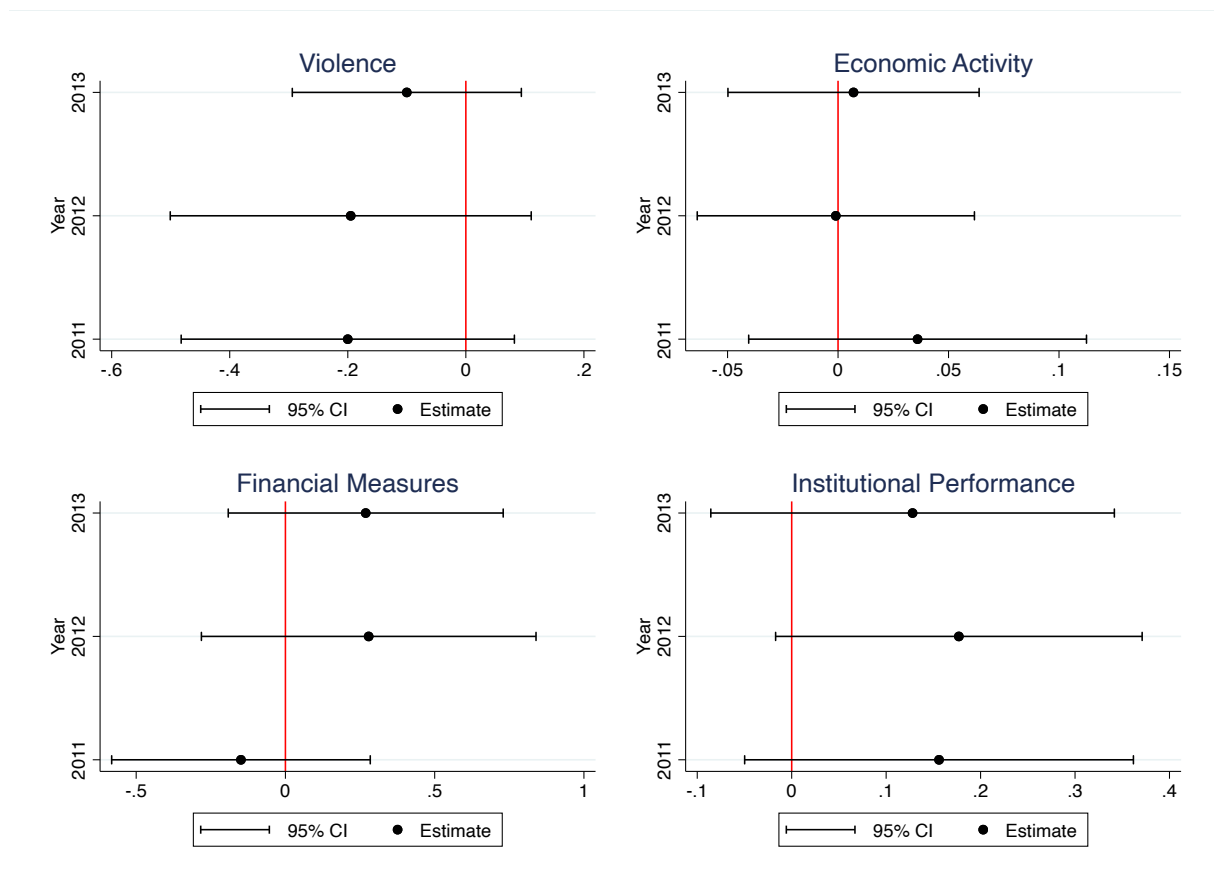 Violence
2013
2012
2011
Year
-.6 -.4 -.2 0 .2
95% CI Estimate
Economic Activity
2013
2012
2011
Year
-.05 0 .05 .1 .15
95% CI Estimate
Financial Measures
2013
2012
2011
Year
-.5 0 .5 1
95% CI Estimate
Institutional Performance
2013
2012
2011
Year
-.1 0 .1 .2 .3 .4
95% CI Estimate